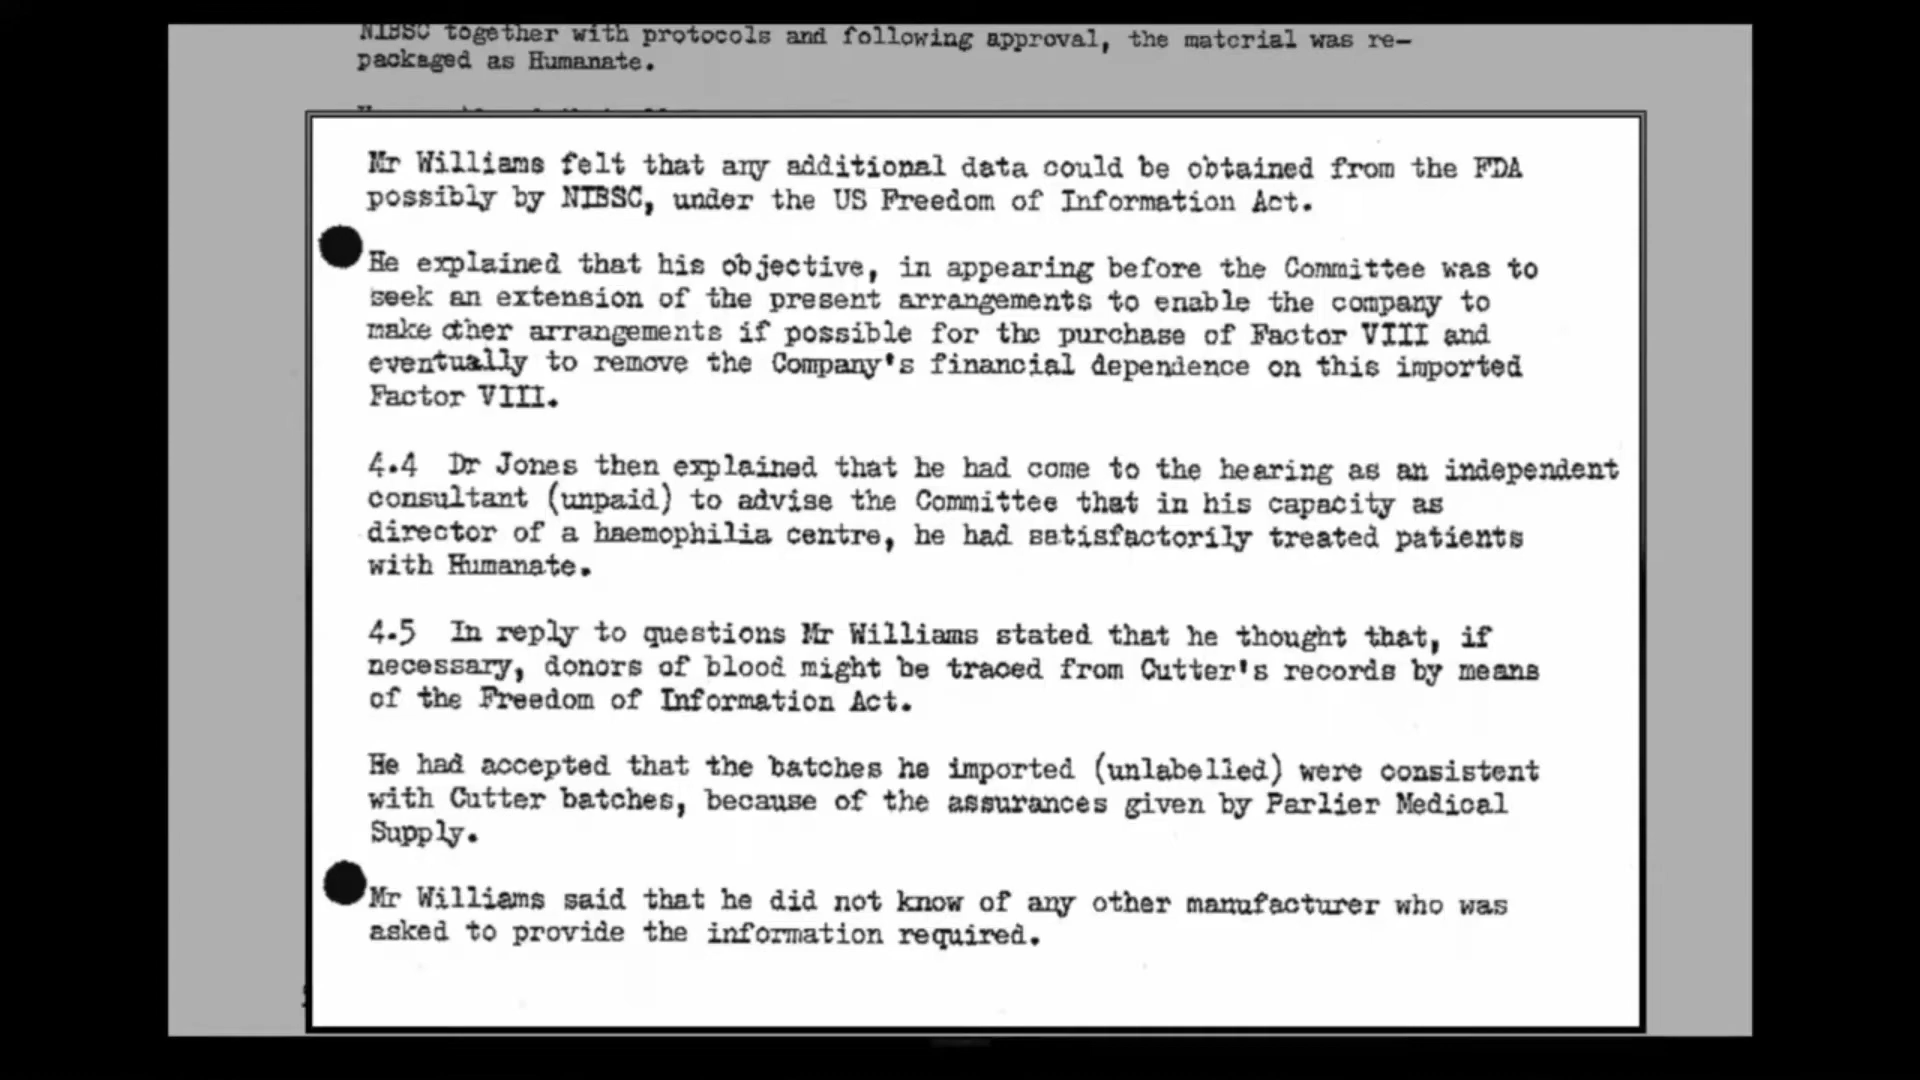 NIBSC together with protocols and following approval, the material was re-
packaged as Humanate.
Mr Williams felt that any additional data could be obtained from the FDA
possibly by NIBSC, under the US Freedom of Information Act.
He explained that his objective, in appearing before the Committee was to
seek an extension of the present arrangements to enable the company to
make other arrangements if possible for the purchase of Factor VIII and
eventually to remove the Company's financial dependence on this imported
Factor VIII.
4.4 Dr Jones then explained that he had come to the hearing as an independent
consultant (unpaid) to advise the Committee that in his capacity as
director of a haemophilia centre, he had satisfactorily treated patients
with Humanate.
4.5 In reply to questions Mr Williams stated that he thought that, if
necessary, donors of blood might be traced from Cutter's records by means
of the Freedom of Information Act.
He had accepted that the batches he imported (unlabelled) were consistent
with Cutter batches, because of the assurances given by Parlier Medical
Supply.
Mr Williams said that he did not know of any other manufacturer who was
asked to provide the information required.